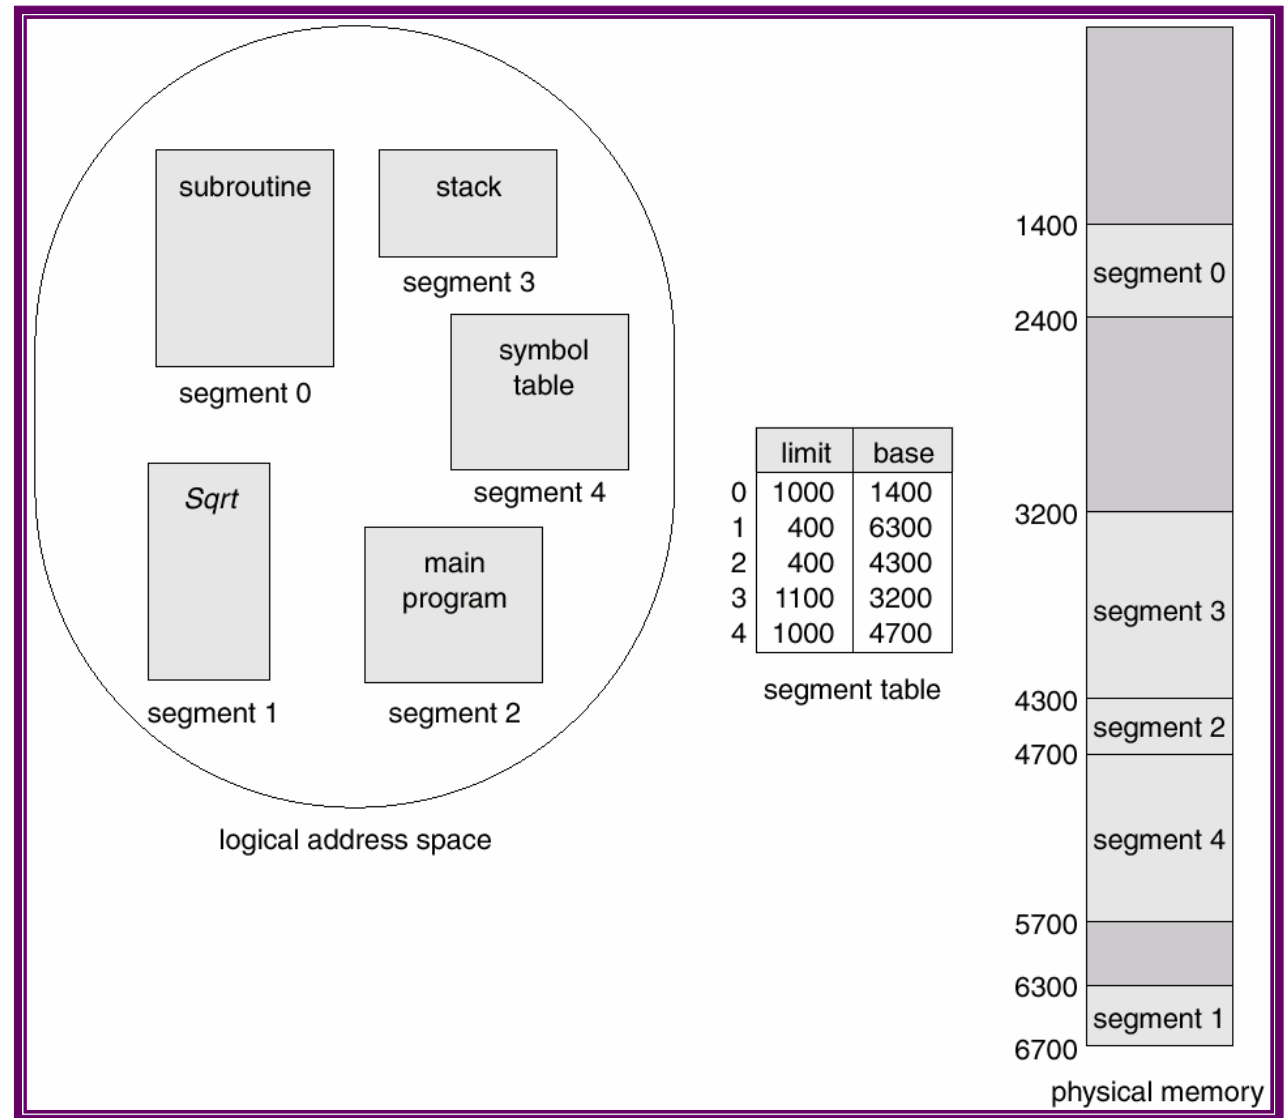 subroutine
segment 0
stack
segment 3
symbol
table
segment 4
Sqrt
segment 1
main
program
segment 2
logical address space
limit base
0 1000 1400
1 400 6300
2 400 4300
3 1100 3200
4 1000 4700
segment table
1400
segment 0
2400
3200
segment 3
4300
segment 2
4700
segment 4
5700
6300
segment 1
6700
physical memory